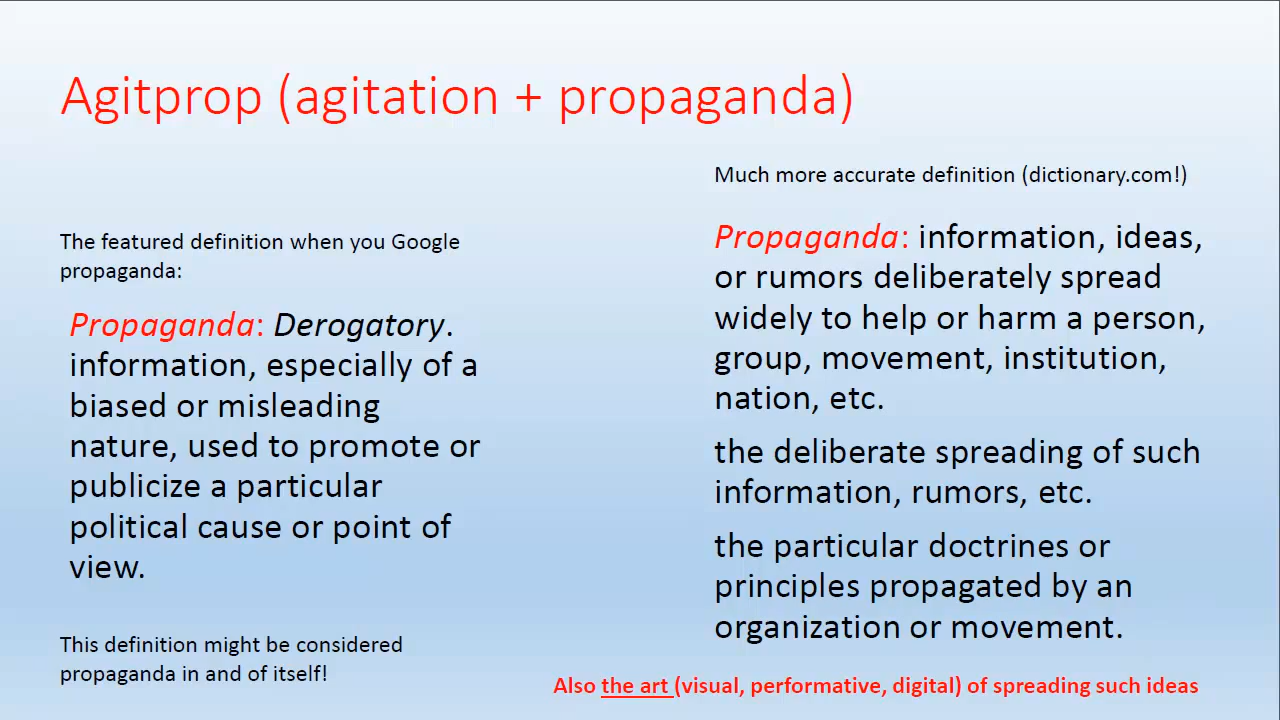 Agitprop (agitation + propaganda)
The featured definition when you Google
propaganda:
Propaganda: Derogatory.
information, especially of a
biased or misleading
nature, used to promote or
publicize a particular
political cause or point of
view.
This definition might be considered
propaganda in and of itself!
Much more accurate definition (dictionary.com!)
Propaganda: information, ideas,
or rumors deliberately spread
widely to help or harm a person,
group, movement, institution,
nation, etc.
the deliberate spreading of such
information, rumors, etc.
the particular doctrines or
principles propagated by an
organization or movement.
Also the art (visual, performative, digital) of spreading such ideas